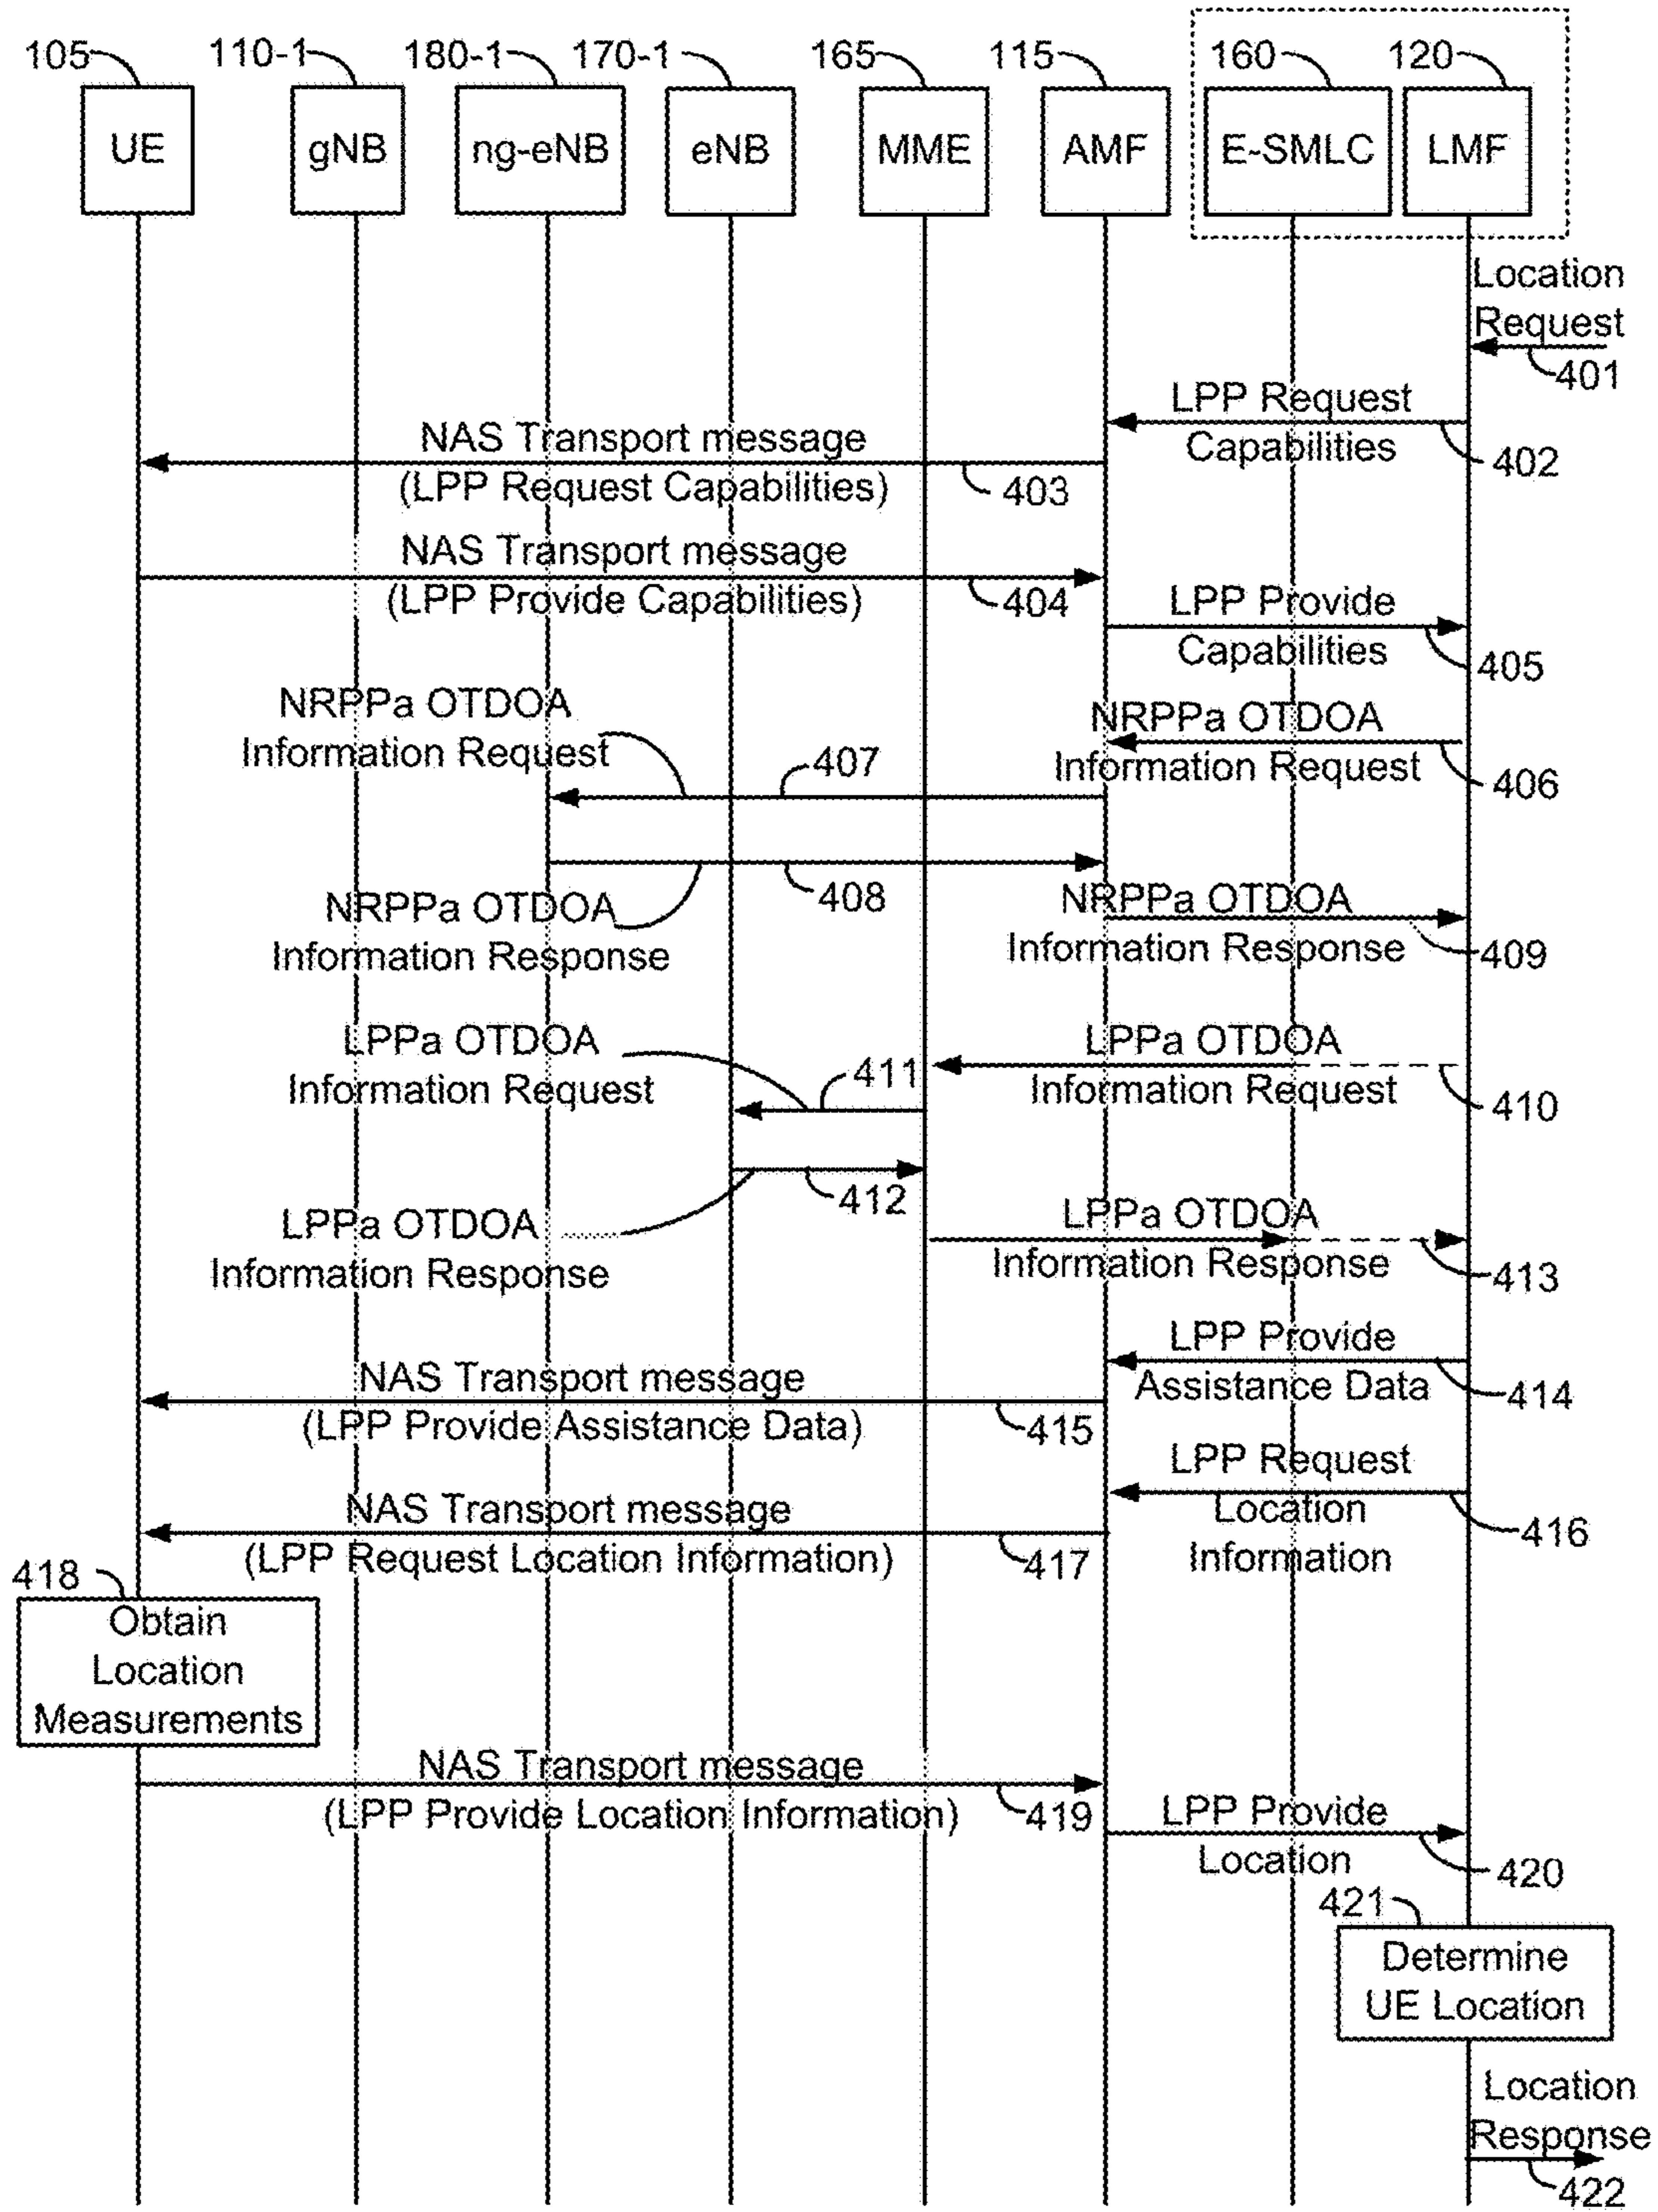 105
110-1
180-1
170-1
165
115
160
120
UE
gNB
ng-eNB
eNB
MME
AMF
E-SMLC
LMF
Location
Request
401
LPP Request
Capabilities
402
NAS Transport message
(LPP Request Capabilities)
403
NAS Transport message
(LPP Provide Capabilities)
404
LPP Provide
Capabilities
405
NRPPa OTDOA
Information Request
406
NRPPa OTDOA
Information Request
407
408
NRPPa OTDOA
Information Response
NRPPa OTDOA
Information Response
409
LPPa OTDOA
Information Request
410
LPPa OTDOA
Information Request
411
412
LPPa OTDOA
Information Response
LPPa OTDOA
Information Response
413
LPP Provide
Assistance Data
414
NAS Transport message
(LPP Provide Assistance Data)
415
LPP Request
Location
Information
416
NAS Transport message
(LPP Request Location Information)
417
418
Obtain
Location
Measurements
NAS Transport message
(LPP Provide Location Information)
419
LPP Provide
Location
420
421
Determine
UE Location
Location
Response
422